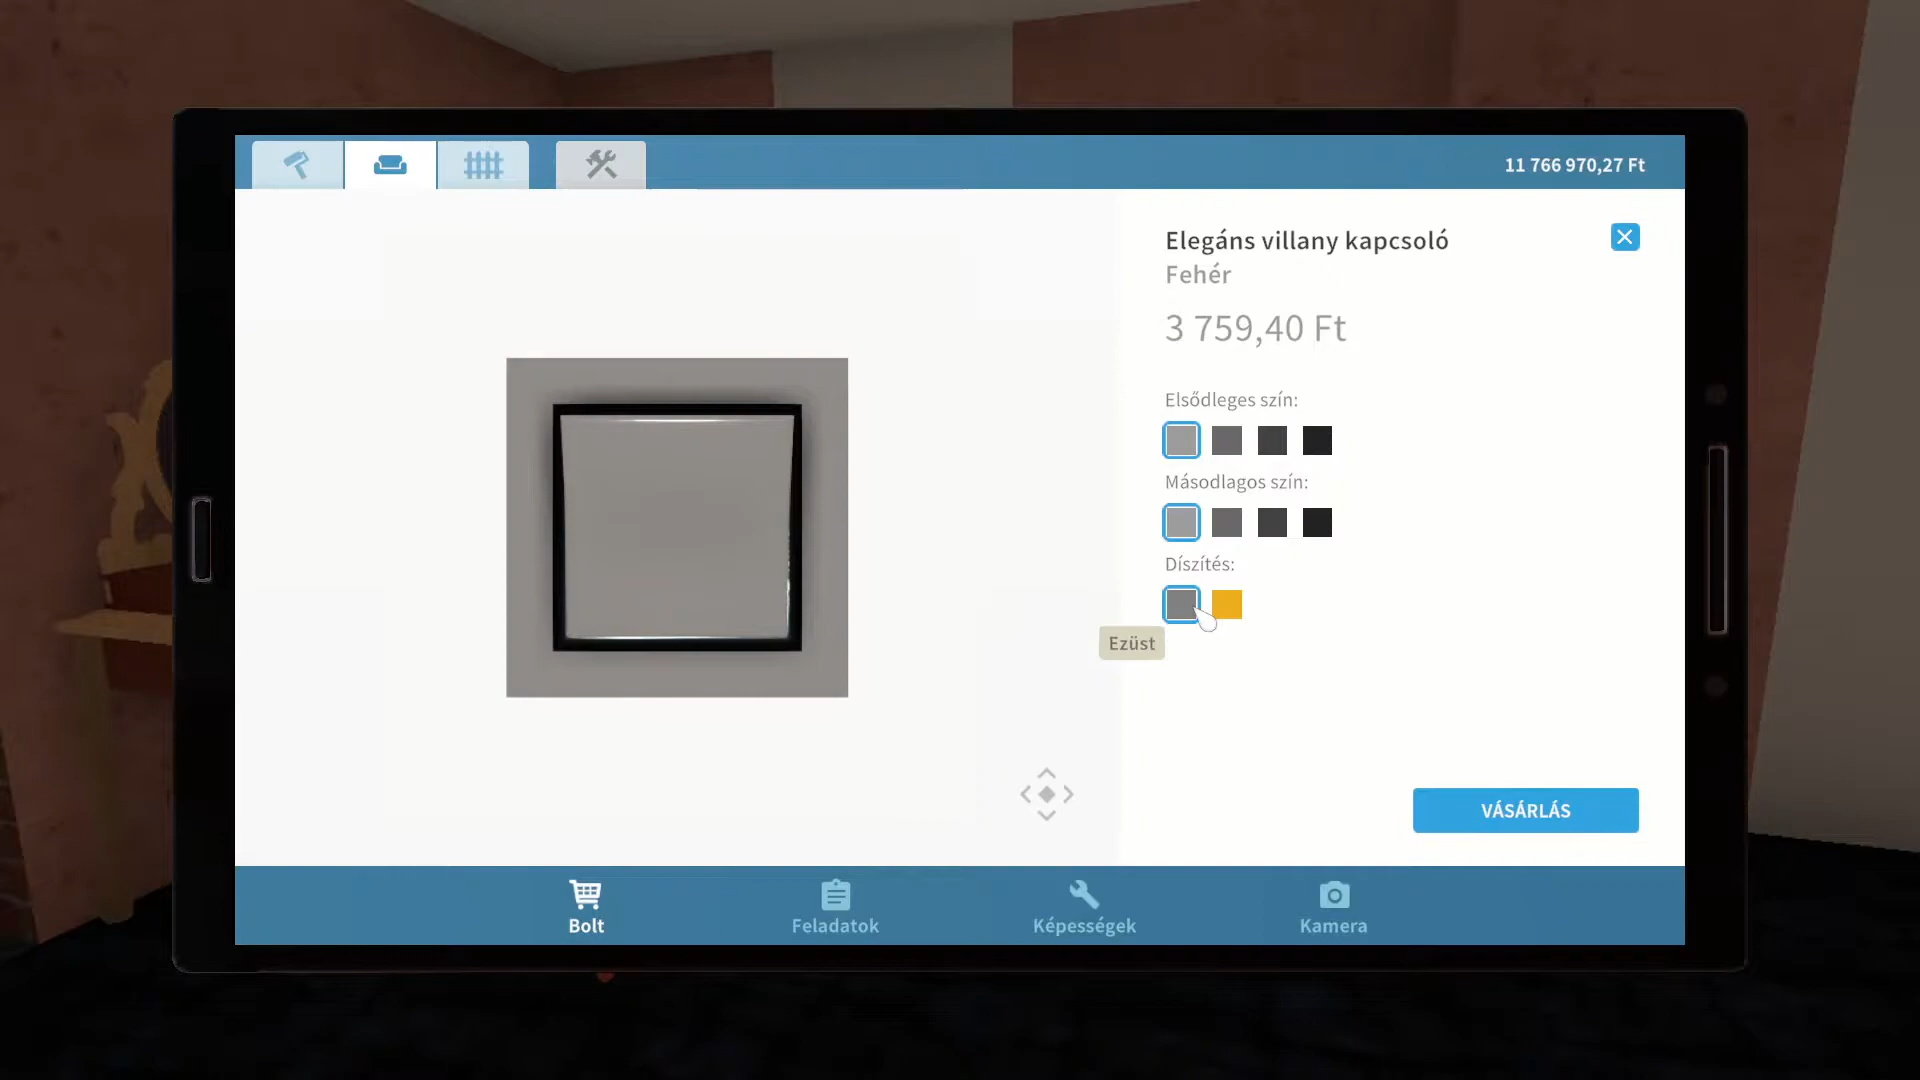 11 766 970,27 Ft
Elegáns villany kapcsoló
Fehér
3 759,40 Ft
Elsődleges szín:
Másodlagos szín:
Díszítés:
Ezüst
VÁSÁRLÁS
Bolt
Feladatok
Képességek
Kamera